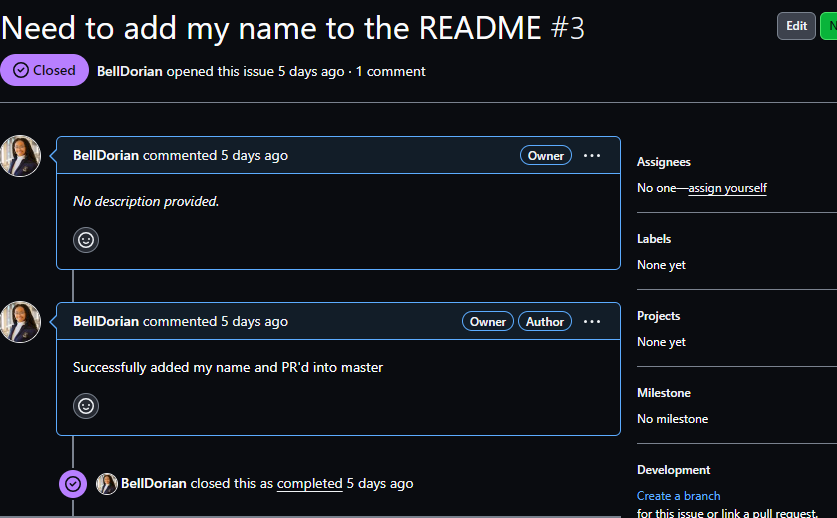 Need to add my name to the README #3
Edit
Closed
BellDorian opened this issue 5 days ago · 1 comment
BellDorian commented 5 days ago
Owner
No description provided.
BellDorian commented 5 days ago
Owner
Author
Successfully added my name and PR'd into master
BellDorian closed this as completed 5 days ago
Assignees
No one—assign yourself
Labels
None yet
Projects
None yet
Milestone
No milestone
Development
Create a branch
for this issue or link a pull request.